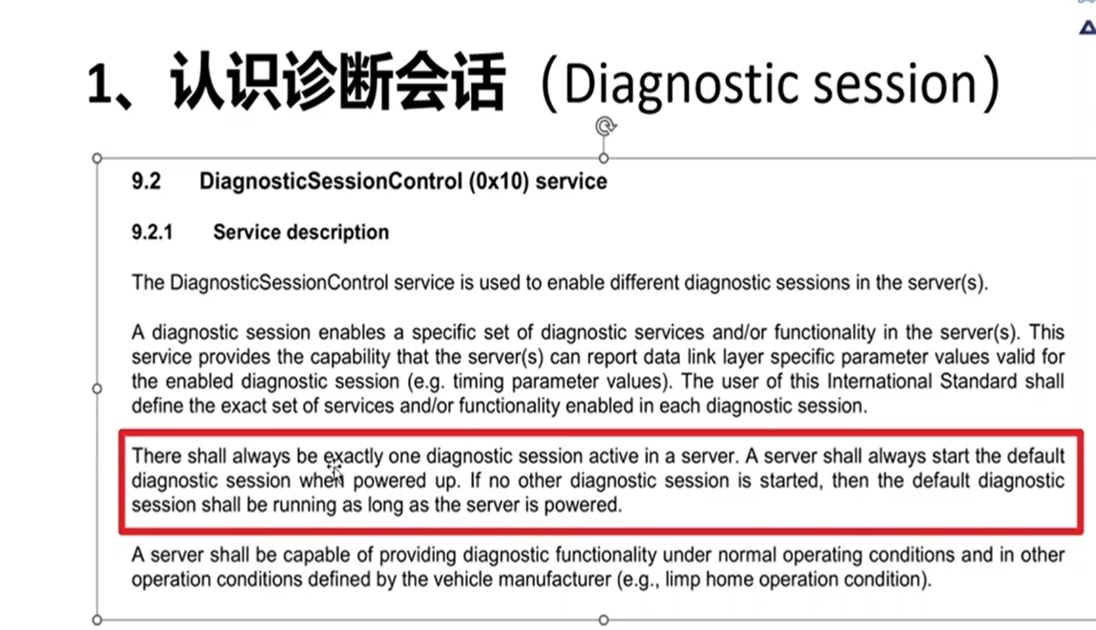 1、认识诊断会话（Diagnostic session）
9.2 DiagnosticSessionControl (0x10) service
9.2.1 Service description
The DiagnosticSessionControl service is used to enable different diagnostic sessions in the server(s).
A diagnostic session enables a specific set of diagnostic services and/or functionality in the server(s). This
service provides the capability that the server(s) can report data link layer specific parameter values valid for
the enabled diagnostic session (e.g. timing parameter values). The user of this International Standard shall
define the exact set of services and/or functionality enabled in each diagnostic session.
There shall always be exactly one diagnostic session active in a server. A server shall always start the default
diagnostic session when powered up. If no other diagnostic session is started, then the default diagnostic
session shall be running as long as the server is powered.
A server shall be capable of providing diagnostic functionality under normal operating conditions and in other
operation conditions defined by the vehicle manufacturer (e.g., limp home operation condition).